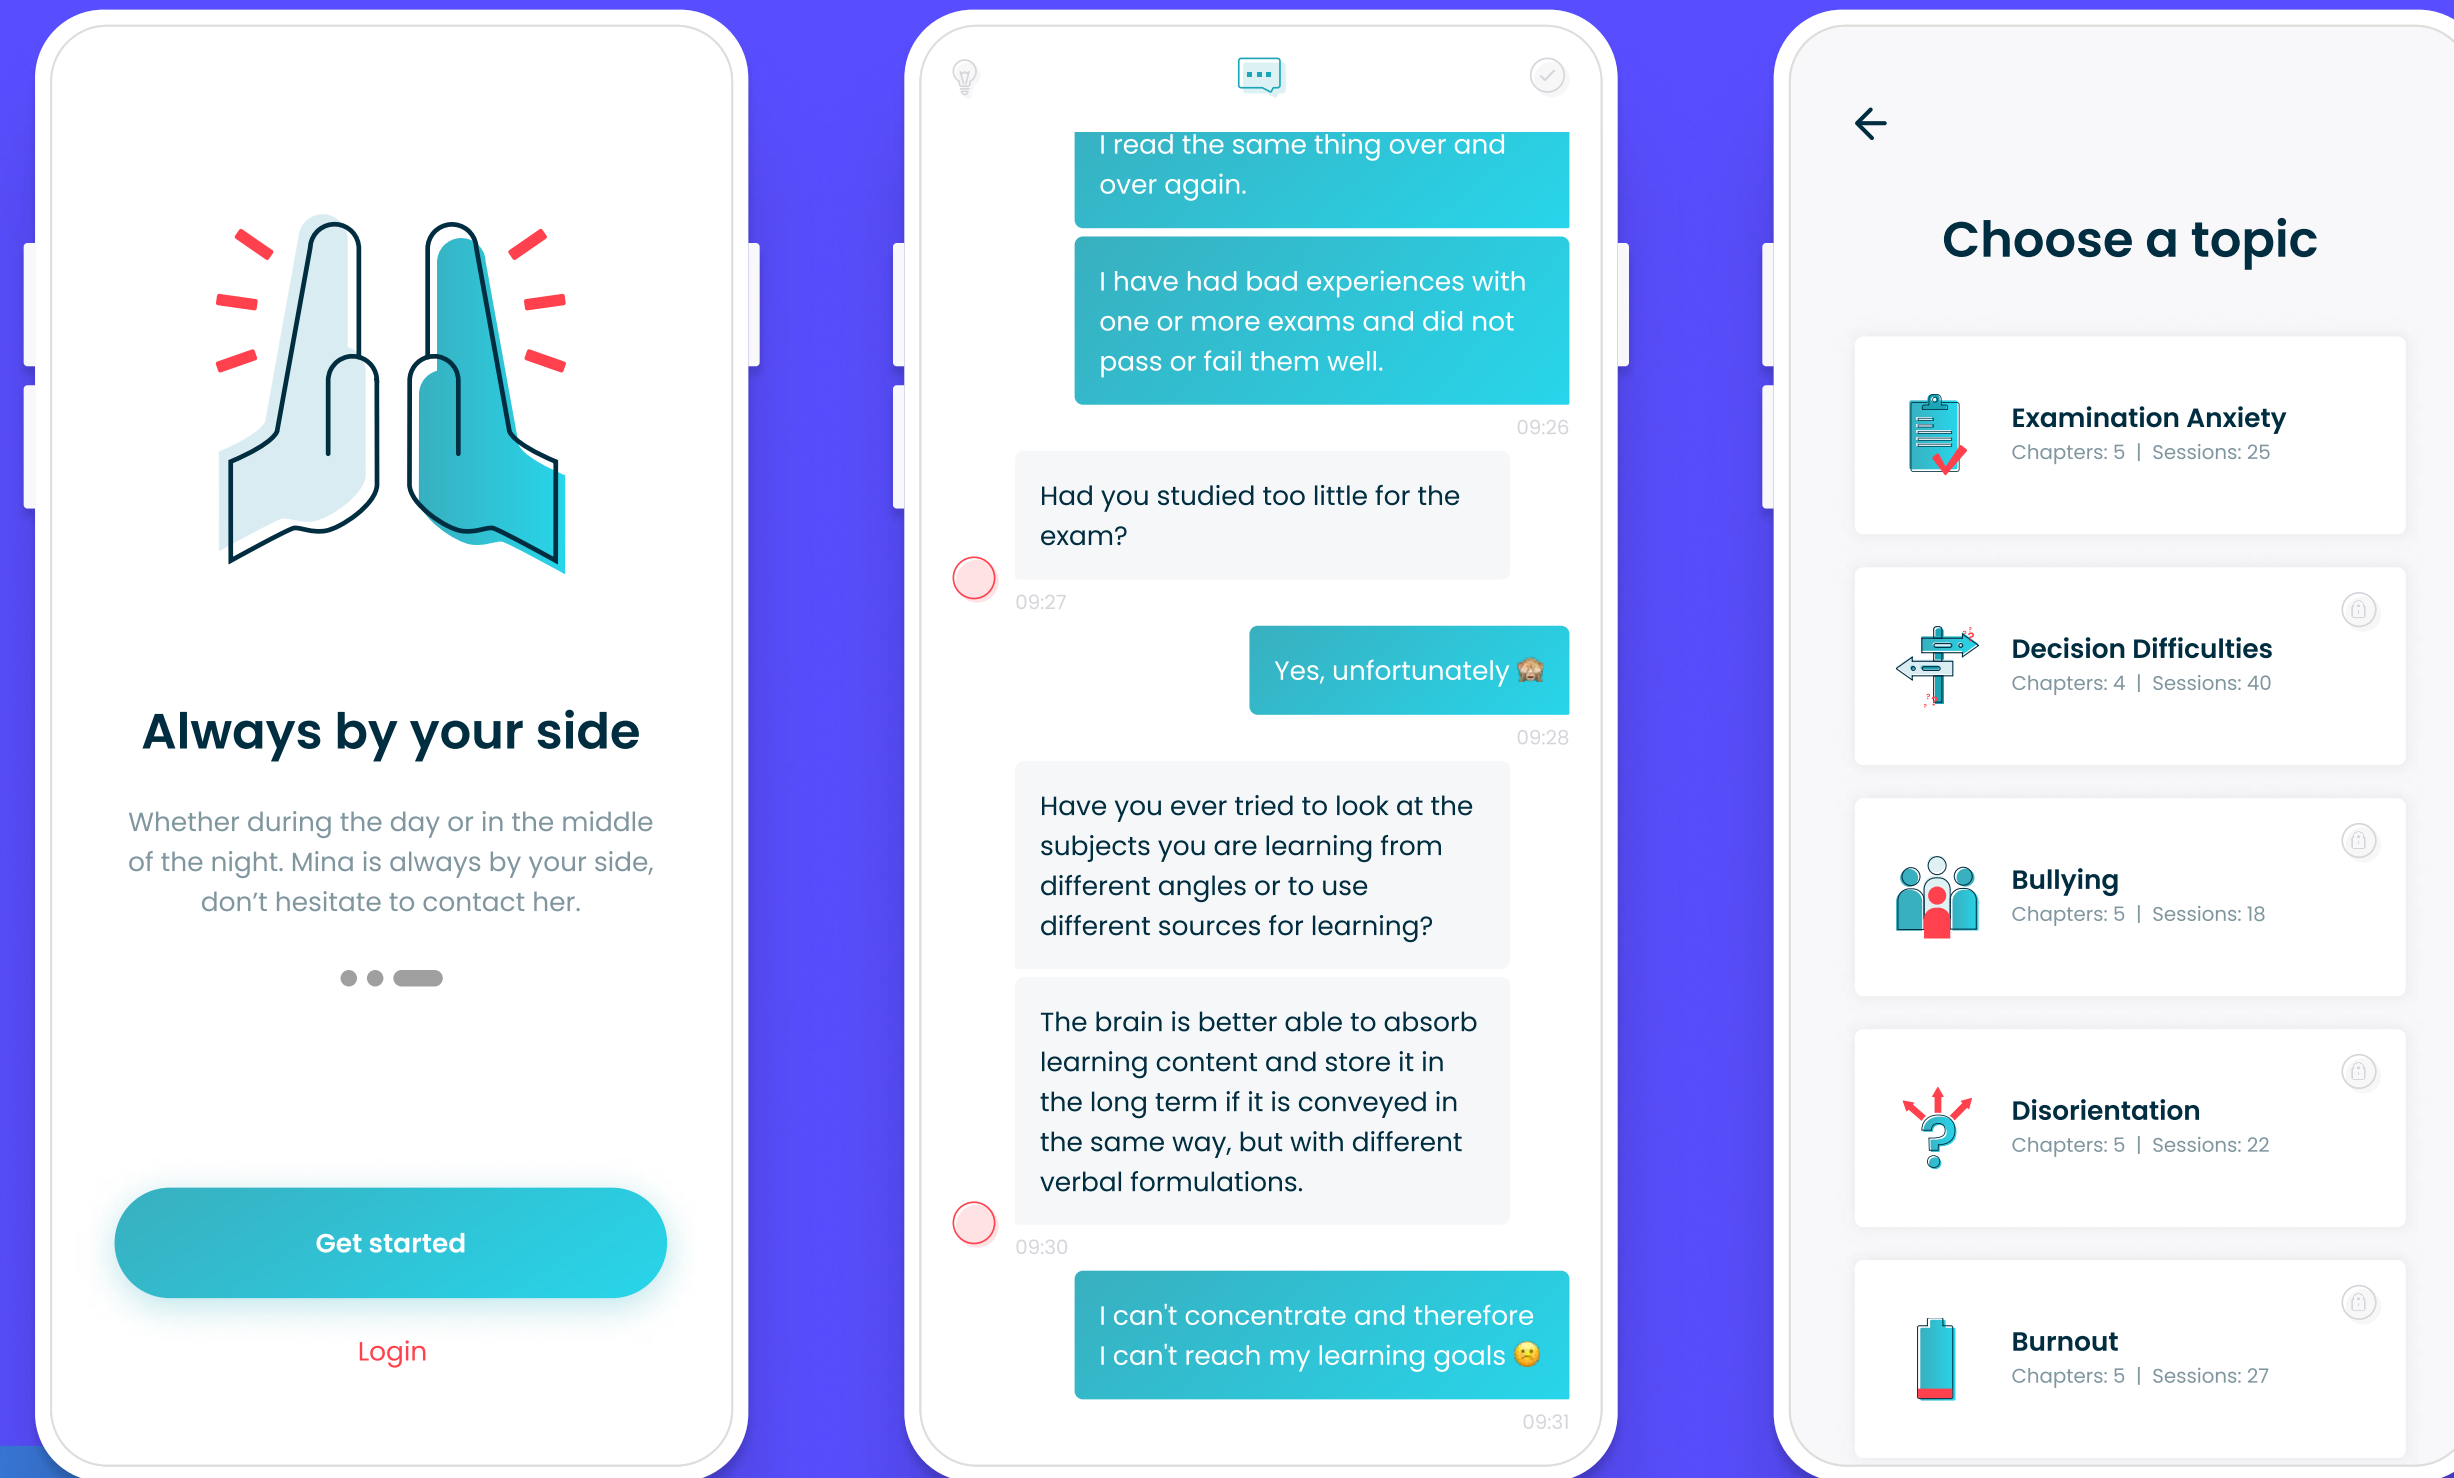 Always by your side
Whether during the day or in the middle
of the night. Mina is always by your side,
don't hesitate to contact her.
Get started
Login
I read the same thing over and
over again.
I have had bad experiences with
one or more exams and did not
pass or fail them well.
09:26
Had you studied too little for the
exam?
09:27
Yes, unfortunately 🙈
09:28
Have you ever tried to look at the
subjects you are learning from
different angles or to use
different sources for learning?
The brain is better able to absorb
learning content and store it in
the long term if it is conveyed in
the same way, but with different
verbal formulations.
09:30
I can't concentrate and therefore
I can't reach my learning goals ☹️
09:31
Choose a topic
Examination Anxiety
Chapters: 5 | Sessions: 25
Decision Difficulties
Chapters: 4 | Sessions: 40
Bullying
Chapters: 5 | Sessions: 18
Disorientation
Chapters: 5 | Sessions: 22
Burnout
Chapters: 5 | Sessions: 27